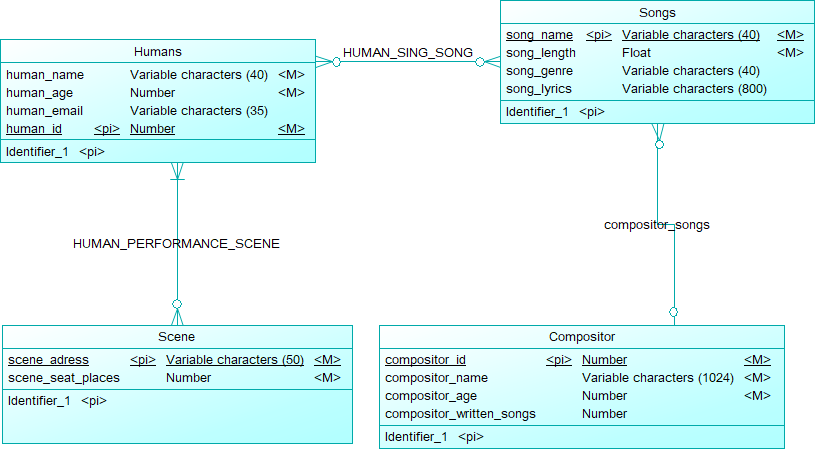 Humans
human_name Variable characters (40) <M>
human_age Number <M>
human_email Variable characters (35)
human_id <pi> Number <M>
Identifier_1 <pi>
HUMAN_SING_SONG
Songs
song_name <pi> Variable characters (40) <M>
song_length Float <M>
song_genre Variable characters (40)
song_lyrics Variable characters (800)
Identifier_1 <pi>
HUMAN_PERFORMANCE_SCENE
compositor_songs
Scene
scene_adress <pi> Variable characters (50) <M>
scene_seat_places Number <M>
Identifier_1 <pi>
Compositor
compositor_id <pi> Number <M>
compositor_name Variable characters (1024) <M>
compositor_age Number <M>
compositor_written_songs Number
Identifier_1 <pi>